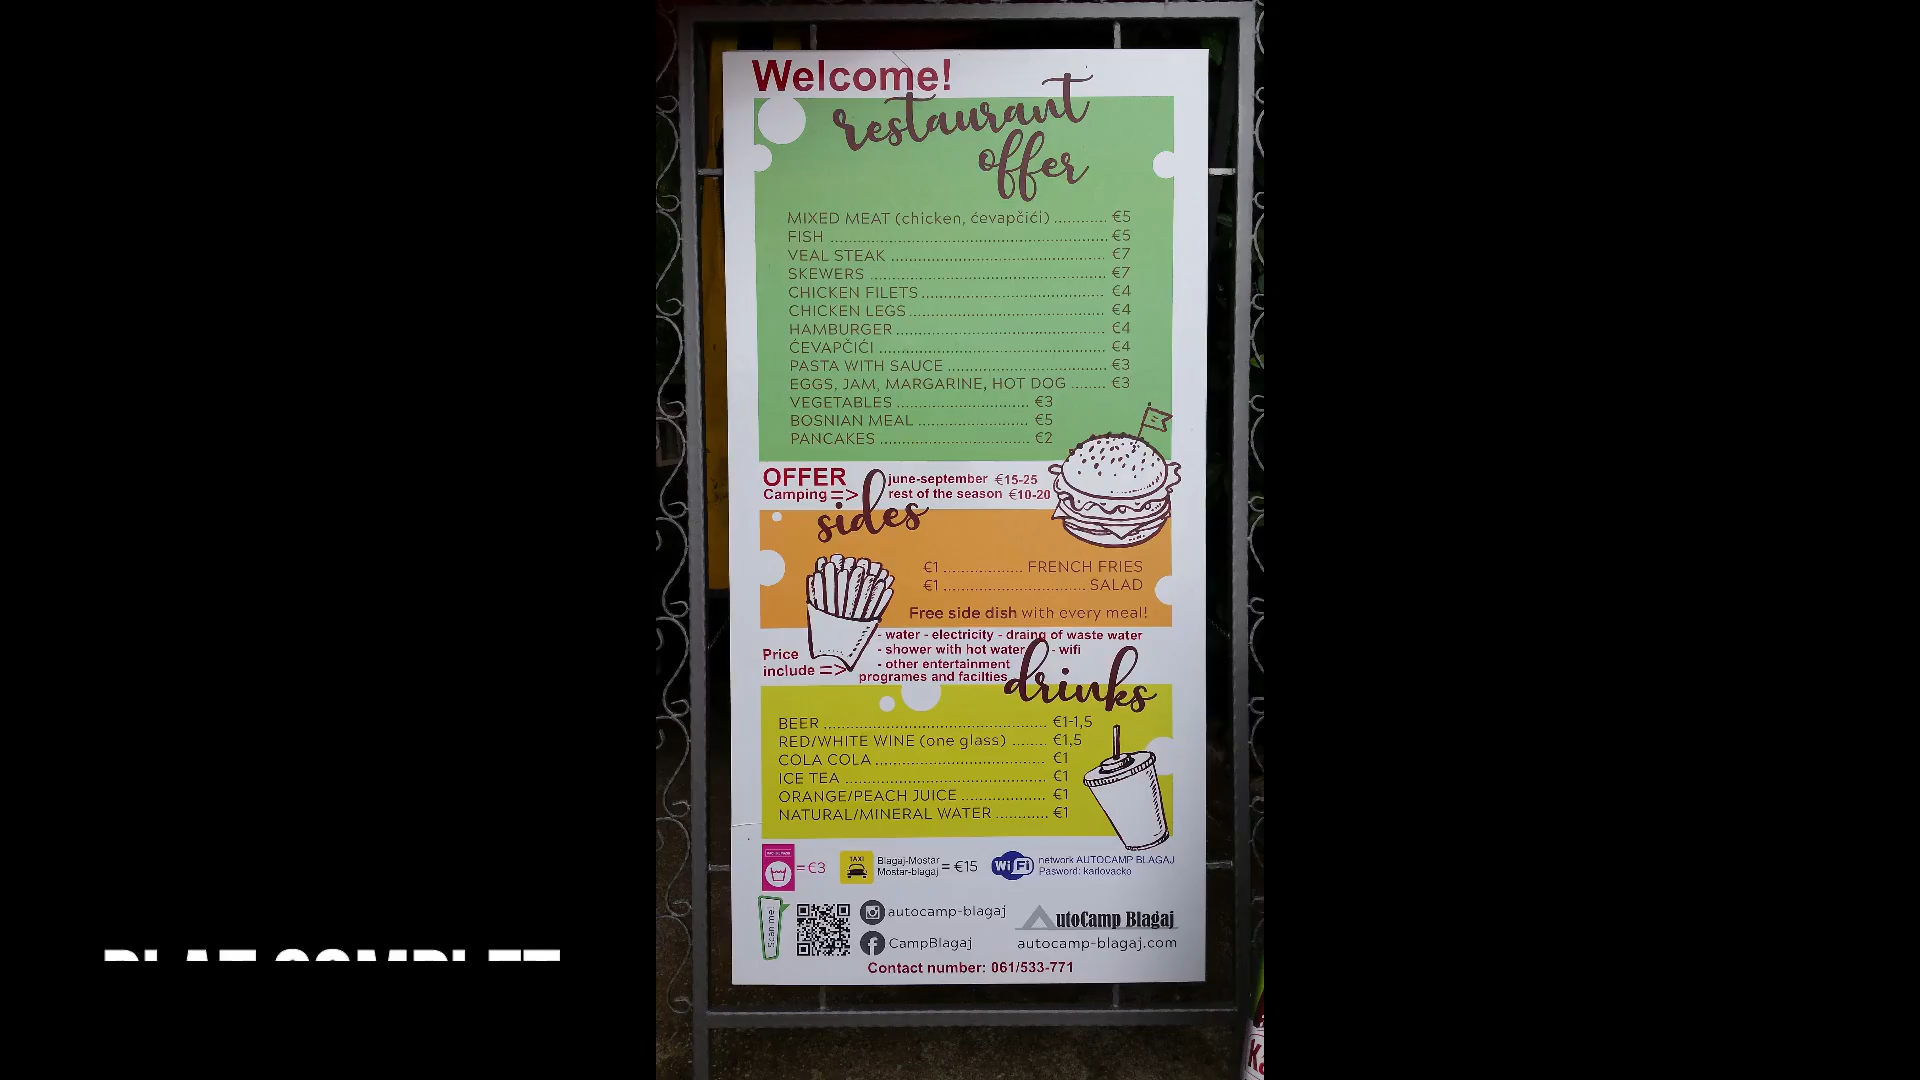 Welcome!
restaurant
offer
MIXED MEAT (chicken, ćevapčići) ............ €5
FISH ........................ €5
VEAL STEAK ........................ €7
SKEWERS ........................ €7
CHICKEN FILETS ........................ €4
CHICKEN LEGS ........................ €4
HAMBURGER ........................ €4
ĆEVAPČIĆI ........................ €4
PASTA WITH SAUCE ........................ €3
EGGS, JAM, MARGARINE, HOT DOG ........ €3
VEGETABLES ........................ €3
BOSNIAN MEAL ........................ €5
PANCAKES ........................ €2
OFFER
Camping =>
june-september €15-25
rest of the season €10-20
sides
€1 .................. FRENCH FRIES
€1 ................................ SALAD
Free side dish with every meal!
Price
include =>
- water - electricity - draing of waste water
- shower with hot water - wifi
- other entertainment
programes and facilties
drinks
BEER ........................ €1-1,5
RED/WHITE WINE (one glass) ........ €1,5
COLA COLA ........................ €1
ICE TEA ........................ €1
ORANGE/PEACH JUICE ................... €1
NATURAL/MINERAL WATER ............ €1
= €3
TAXI
Blagaj-Mostar
Mostar-blagaj = €15
WiFi
network AUTOCAMP BLAGAJ
Pasword: karlovacko
Scan me!
autocamp-blagaj
CampBlagaj
AutoCamp Blagaj
autocamp-blagaj.com
Contact number: 061/533-771
PLAT COMPLET